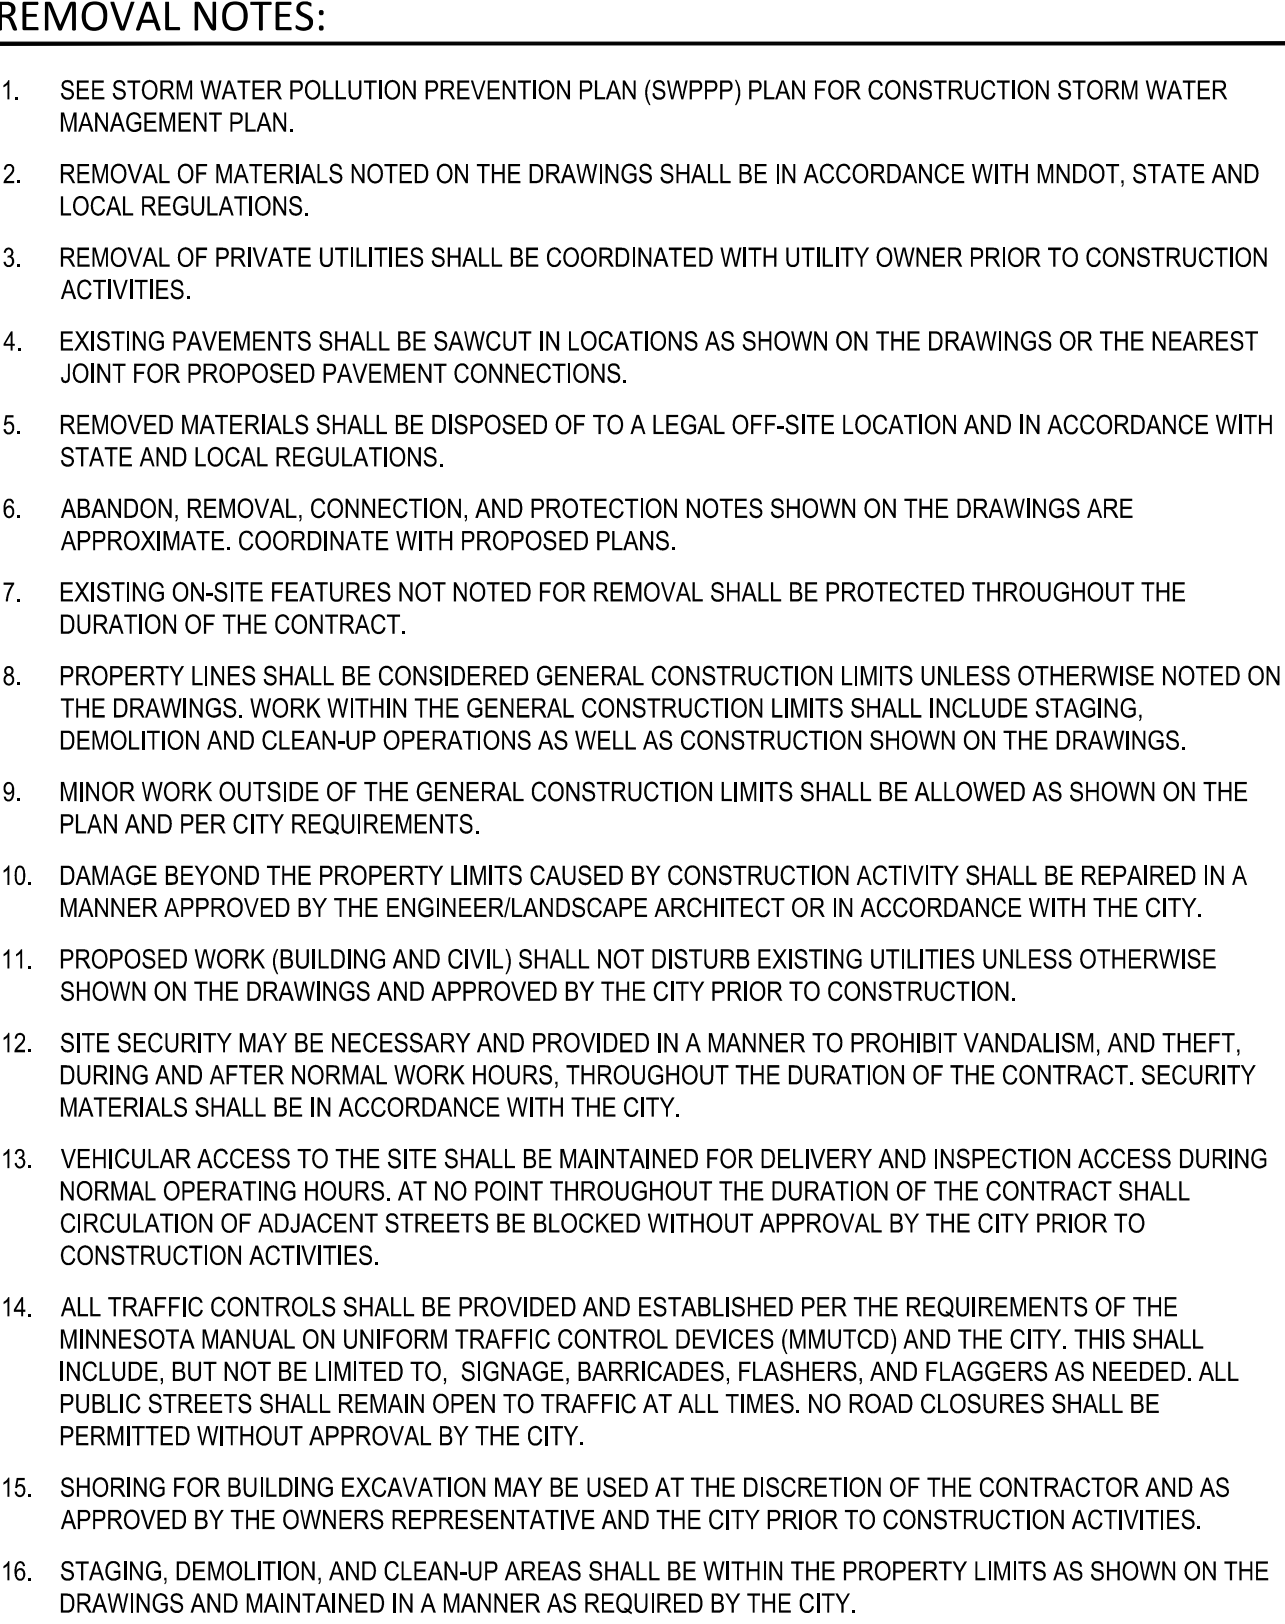 REMOVAL NOTES:
1. SEE STORM WATER POLLUTION PREVENTION PLAN (SWPPP) PLAN FOR CONSTRUCTION STORM WATER
MANAGEMENT PLAN.
2. REMOVAL OF MATERIALS NOTED ON THE DRAWINGS SHALL BE IN ACCORDANCE WITH MNDOT, STATE AND
LOCAL REGULATIONS.
3. REMOVAL OF PRIVATE UTILITIES SHALL BE COORDINATED WITH UTILITY OWNER PRIOR TO CONSTRUCTION
ACTIVITIES.
4. EXISTING PAVEMENTS SHALL BE SAWCUT IN LOCATIONS AS SHOWN ON THE DRAWINGS OR THE NEAREST
JOINT FOR PROPOSED PAVEMENT CONNECTIONS.
5. REMOVED MATERIALS SHALL BE DISPOSED OF TO A LEGAL OFF-SITE LOCATION AND IN ACCORDANCE WITH
STATE AND LOCAL REGULATIONS.
6. ABANDON, REMOVAL, CONNECTION, AND PROTECTION NOTES SHOWN ON THE DRAWINGS ARE
APPROXIMATE. COORDINATE WITH PROPOSED PLANS.
7. EXISTING ON-SITE FEATURES NOT NOTED FOR REMOVAL SHALL BE PROTECTED THROUGHOUT THE
DURATION OF THE CONTRACT.
8. PROPERTY LINES SHALL BE CONSIDERED GENERAL CONSTRUCTION LIMITS UNLESS OTHERWISE NOTED ON
THE DRAWINGS. WORK WITHIN THE GENERAL CONSTRUCTION LIMITS SHALL INCLUDE STAGING,
DEMOLITION AND CLEAN-UP OPERATIONS AS WELL AS CONSTRUCTION SHOWN ON THE DRAWINGS.
9. MINOR WORK OUTSIDE OF THE GENERAL CONSTRUCTION LIMITS SHALL BE ALLOWED AS SHOWN ON THE
PLAN AND PER CITY REQUIREMENTS.
10. DAMAGE BEYOND THE PROPERTY LIMITS CAUSED BY CONSTRUCTION ACTIVITY SHALL BE REPAIRED IN A
MANNER APPROVED BY THE ENGINEER/LANDSCAPE ARCHITECT OR IN ACCORDANCE WITH THE CITY.
11. PROPOSED WORK (BUILDING AND CIVIL) SHALL NOT DISTURB EXISTING UTILITIES UNLESS OTHERWISE
SHOWN ON THE DRAWINGS AND APPROVED BY THE CITY PRIOR TO CONSTRUCTION.
12. SITE SECURITY MAY BE NECESSARY AND PROVIDED IN A MANNER TO PROHIBIT VANDALISM, AND THEFT,
DURING AND AFTER NORMAL WORK HOURS, THROUGHOUT THE DURATION OF THE CONTRACT. SECURITY
MATERIALS SHALL BE IN ACCORDANCE WITH THE CITY.
13. VEHICULAR ACCESS TO THE SITE SHALL BE MAINTAINED FOR DELIVERY AND INSPECTION ACCESS DURING
NORMAL OPERATING HOURS. AT NO POINT THROUGHOUT THE DURATION OF THE CONTRACT SHALL
CIRCULATION OF ADJACENT STREETS BE BLOCKED WITHOUT APPROVAL BY THE CITY PRIOR TO
CONSTRUCTION ACTIVITIES.
14. ALL TRAFFIC CONTROLS SHALL BE PROVIDED AND ESTABLISHED PER THE REQUIREMENTS OF THE
MINNESOTA MANUAL ON UNIFORM TRAFFIC CONTROL DEVICES (MMUTCD) AND THE CITY. THIS SHALL
INCLUDE, BUT NOT BE LIMITED TO, SIGNAGE, BARRICADES, FLASHERS, AND FLAGGERS AS NEEDED. ALL
PUBLIC STREETS SHALL REMAIN OPEN TO TRAFFIC AT ALL TIMES. NO ROAD CLOSURES SHALL BE
PERMITTED WITHOUT APPROVAL BY THE CITY.
15. SHORING FOR BUILDING EXCAVATION MAY BE USED AT THE DISCRETION OF THE CONTRACTOR AND AS
APPROVED BY THE OWNERS REPRESENTATIVE AND THE CITY PRIOR TO CONSTRUCTION ACTIVITIES.
16. STAGING, DEMOLITION, AND CLEAN-UP AREAS SHALL BE WITHIN THE PROPERTY LIMITS AS SHOWN ON THE
DRAWINGS AND MAINTAINED IN A MANNER AS REQUIRED BY THE CITY.